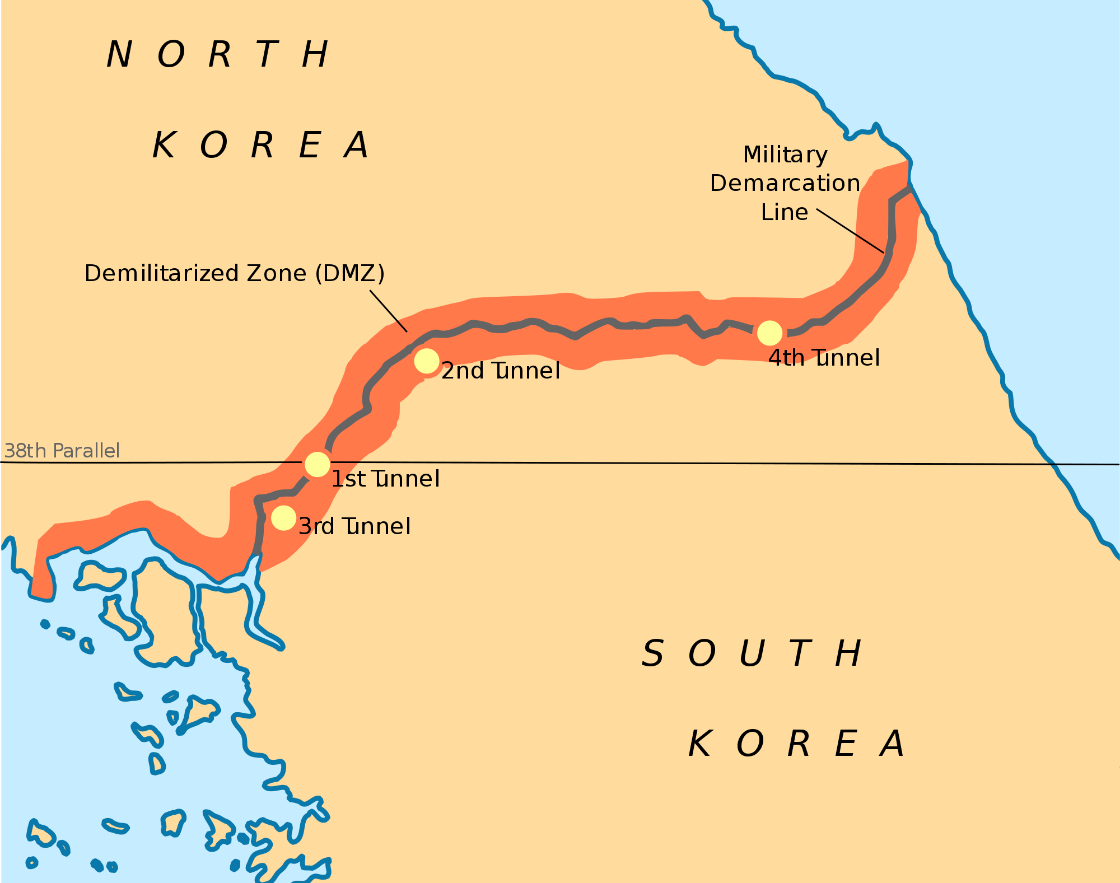 NORTH
KOREA
Military
Demarcation
Line
Demilitarized Zone (DMZ)
4th Tunnel
2nd Tunnel
38th Parallel
1st Tunnel
3rd Tunnel
SOUTH
KOREA